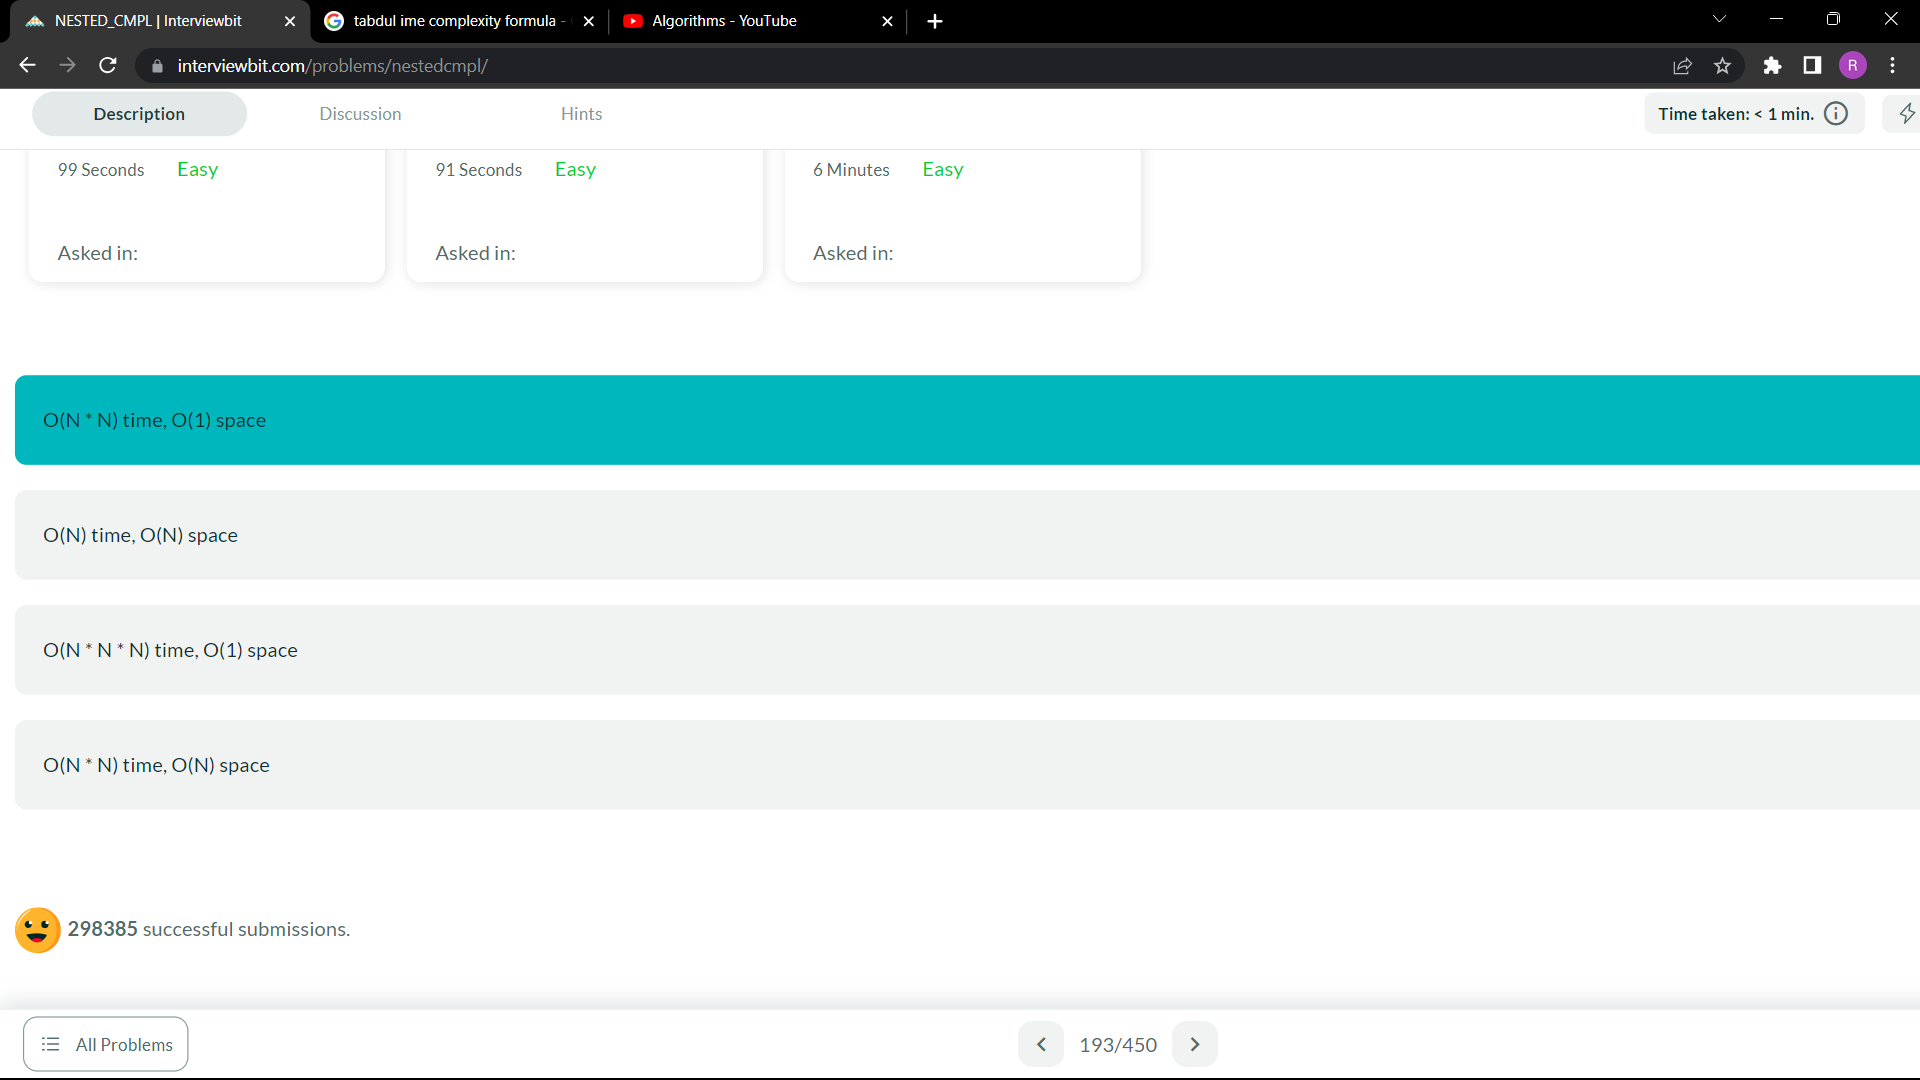 NESTED_CMPL | Interviewbit
tabdul ime complexity formula -
Algorithms - YouTube
interviewbit.com/problems/nestedcmpl/
R
Description
Discussion
Hints
Time taken: < 1 min.
99 Seconds Easy
91 Seconds Easy
6 Minutes Easy
Asked in:
Asked in:
Asked in:
O(N * N) time, O(1) space
O(N) time, O(N) space
O(N * N * N) time, O(1) space
O(N * N) time, O(N) space
298385 successful submissions.
All Problems
193/450